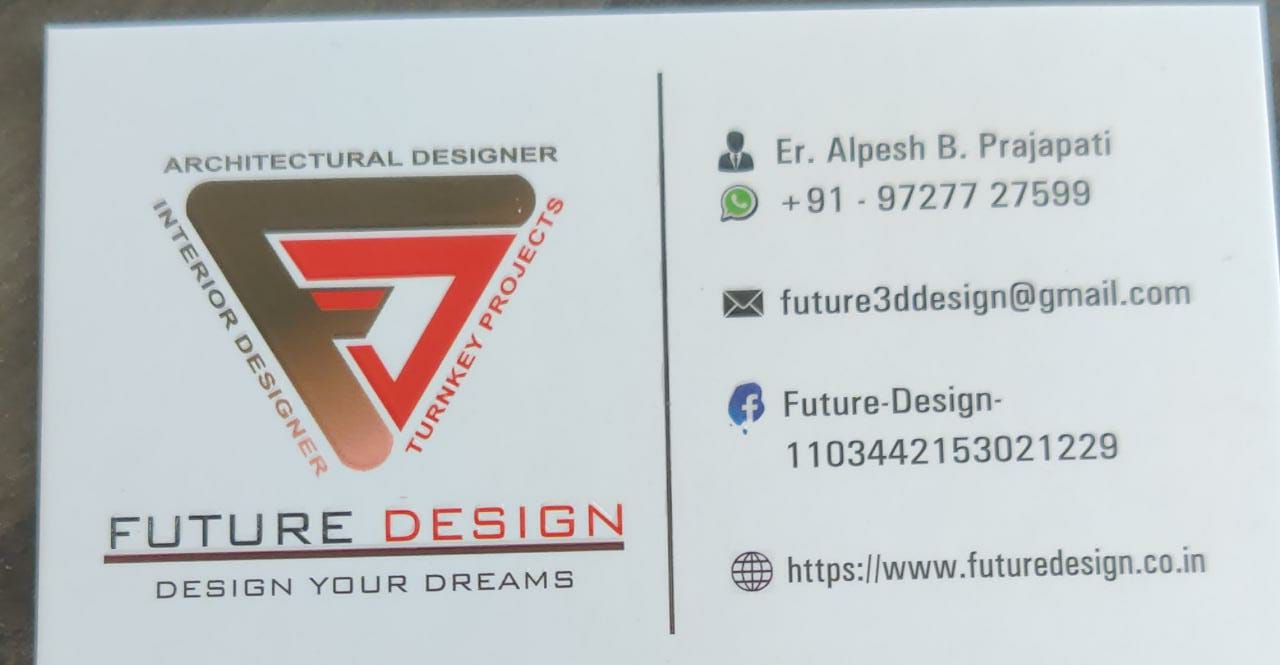 ARCHITECTURAL DESIGNER
INTERIOR DESIGNER
TURNKEY PROJECTS
FUTURE DESIGN
DESIGN YOUR DREAMS
Er. Alpesh B. Prajapati
+91 - 97277 27599
future3ddesign@gmail.com
Future-Design-
1103442153021229
https://www.futuredesign.co.in